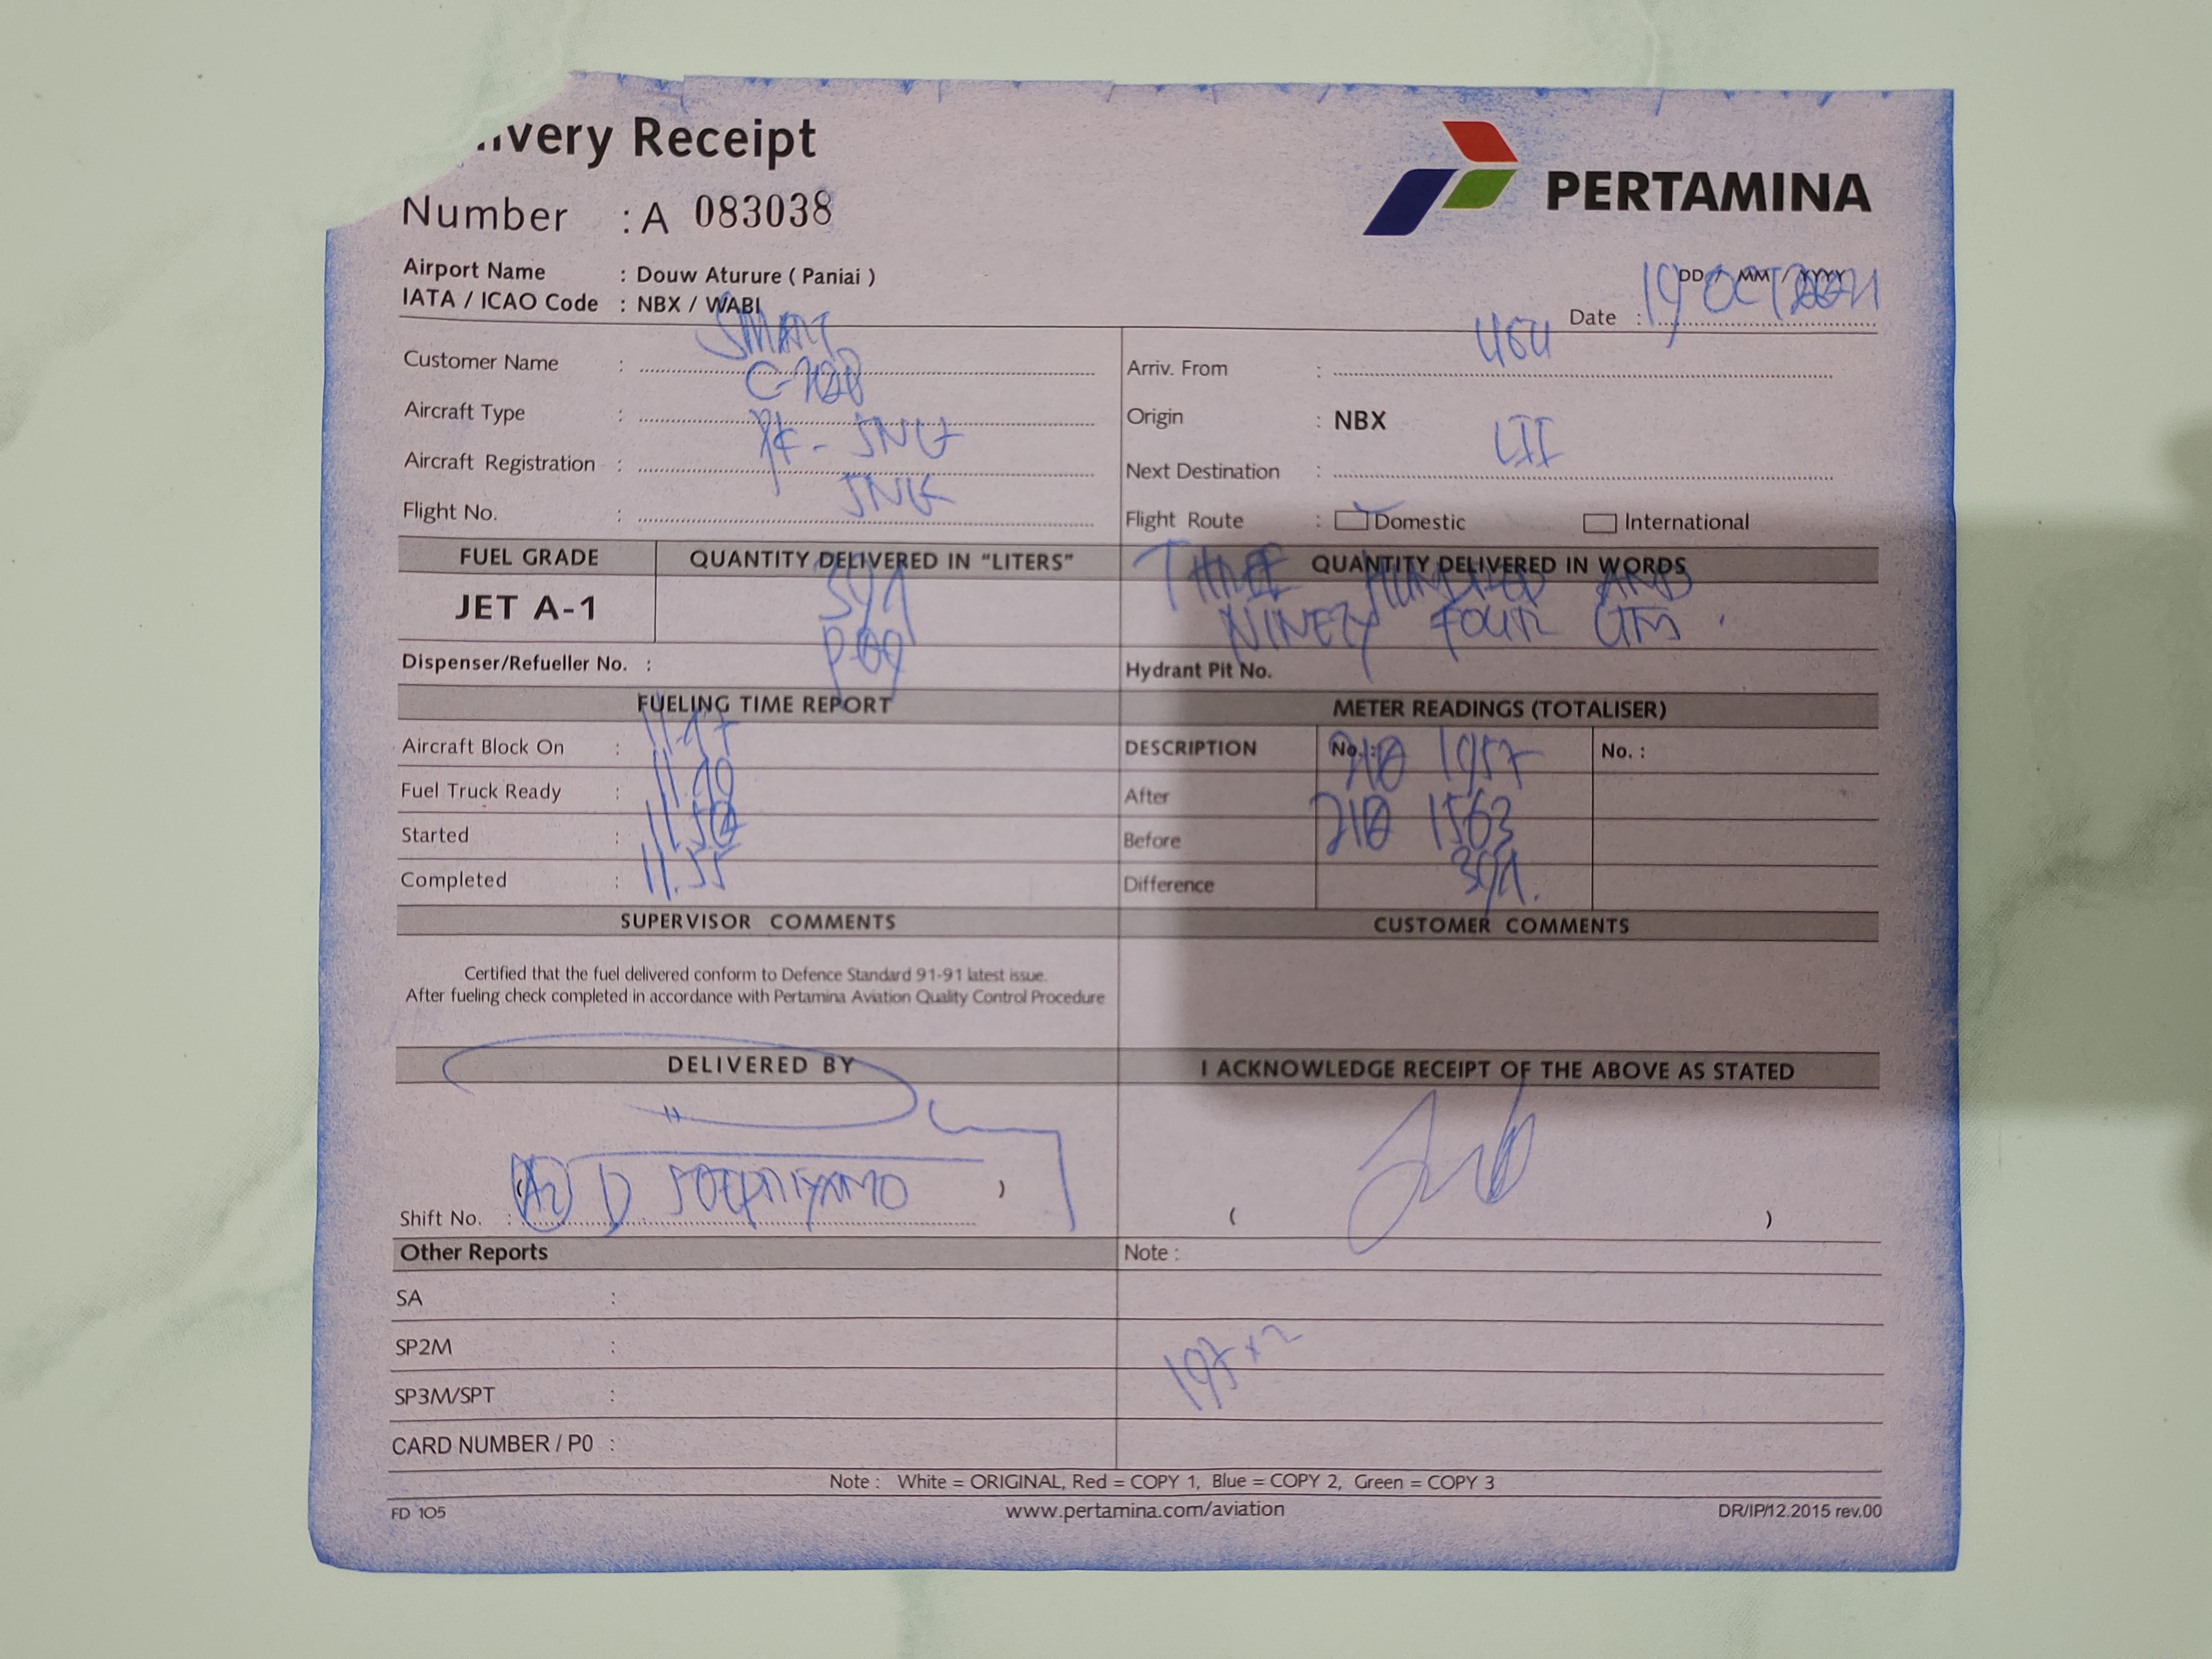 ivery Receipt
PERTAMINA
Number : A 083038
Airport Name : Douw Aturure ( Paniai )
IATA / ICAO Code : NBX / WABI
DD / MM / YYYY
Date : 19 OCT 2021
Customer Name : SMART
Arriv. From :
Aircraft Type : C-208
Origin : NBX
Aircraft Registration : PK - SNG
Next Destination : LII
Flight No. : SNG
Flight Route : Domestic International
FUEL GRADE QUANTITY DELIVERED IN "LITERS" QUANTITY DELIVERED IN WORDS
JET A-1 394 THREE HUNDRED AND
NINETY FOUR LTRS
Dispenser/Refueller No. :
Hydrant Pit No.
FUELING TIME REPORT METER READINGS (TOTALISER)
Aircraft Block On : 11.47
DESCRIPTION No. : No. :
Fuel Truck Ready : 11.49
After 210 1957
Started : 11.50
Before 210 1563
Completed : 11.55
Difference 394.
SUPERVISOR COMMENTS CUSTOMER COMMENTS
Certified that the fuel delivered conform to Defence Standard 91-91 latest issue.
After fueling check completed in accordance with Pertamina Aviation Quality Control Procedure
DELIVERED BY I ACKNOWLEDGE RECEIPT OF THE ABOVE AS STATED
Shift No. : ( )
( )
Other Reports Note :
SA :
SP2M :
197 x 2
SP3M/SPT :
CARD NUMBER / P0 :
Note : White = ORIGINAL, Red = COPY 1, Blue = COPY 2, Green = COPY 3
FD 105 www.pertamina.com/aviation DR/IP/12.2015 rev.00